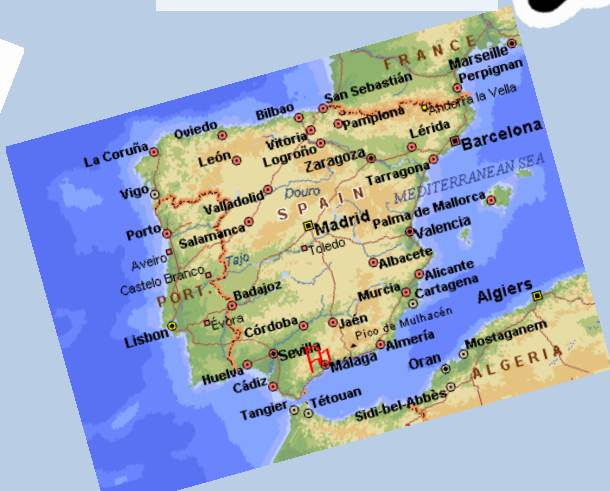 FRANCE
Marseille
Perpignan
San Sebastián
Andorra la Vella
Bilbao
Pamplona
Oviedo
Vitoria
Lérida
Barcelona
La Coruña
León
Logroño
Zaragoza
Tarragona
MEDITERRANEAN SEA
Vigo
Valladolid
Douro
SPAIN
Palma de Mallorca
Porto
Salamanca
Madrid
Valencia
Aveiro
Tajo
Toledo
Castelo Branco
Albacete
PORT.
Badajoz
Alicante
Murcia
Cartagena
Algiers
Lisbon
Évora
Córdoba
Jaén
Pico de Mulhacén
Mostaganem
Sevilla
Almería
Huelva
Málaga
Oran
ALGERIA
Cádiz
Tangier
Tétouan
Sidi-bel-Abbès